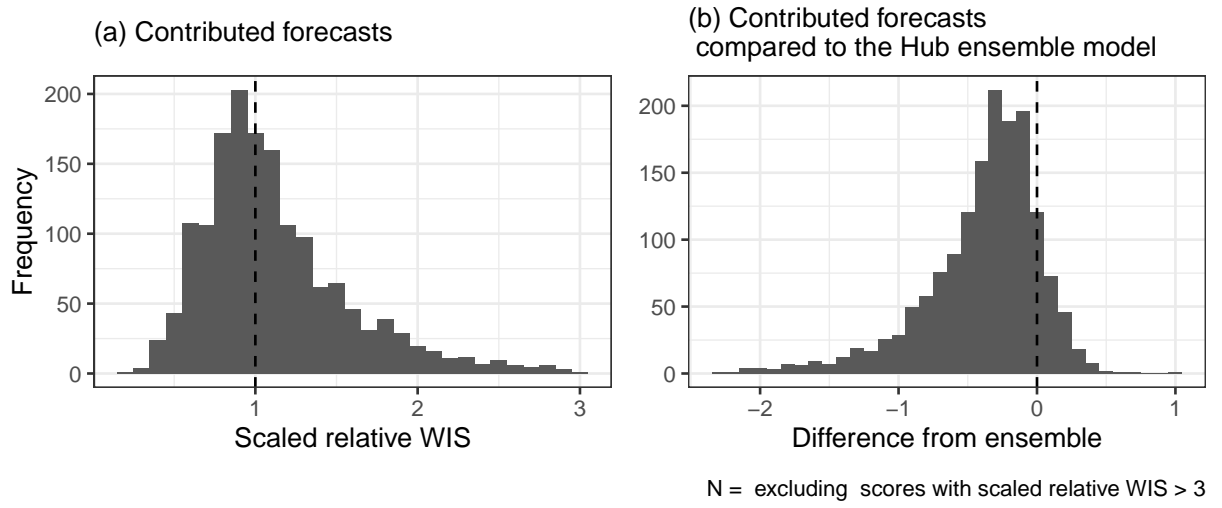 (a) Contributed forecasts
200
150
100
50
0
Frequency
1
2
3
Scaled relative WIS
(b) Contributed forecasts
compared to the Hub ensemble model
200
150
100
50
0
−2
−1
0
1
Difference from ensemble
N = excluding scores with scaled relative WIS > 3